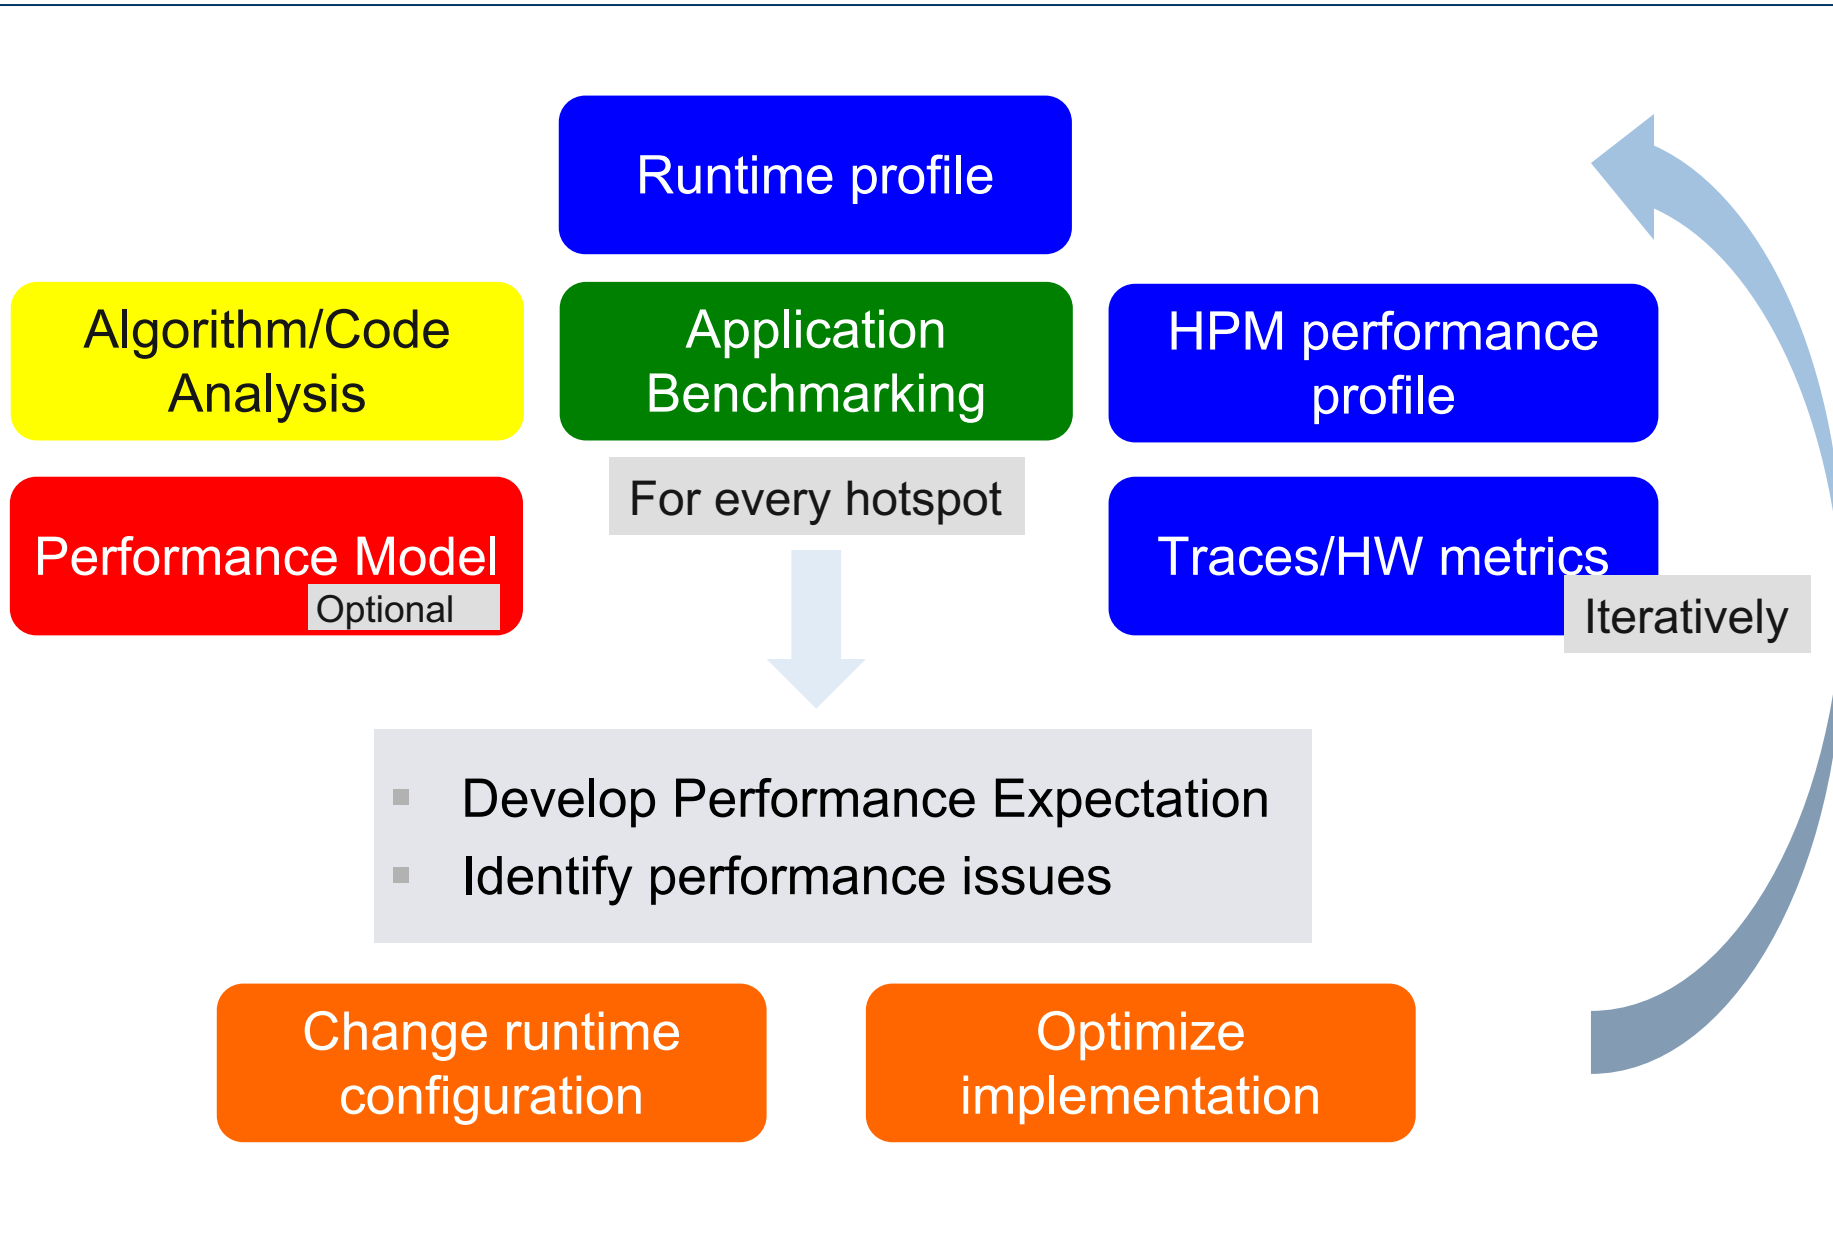 Runtime profile
Algorithm/Code
Analysis
Application
Benchmarking
HPM performance
profile
For every hotspot
Performance Model
Optional
Traces/HW metrics
Iteratively
Develop Performance Expectation
Identify performance issues
Change runtime
configuration
Optimize
implementation